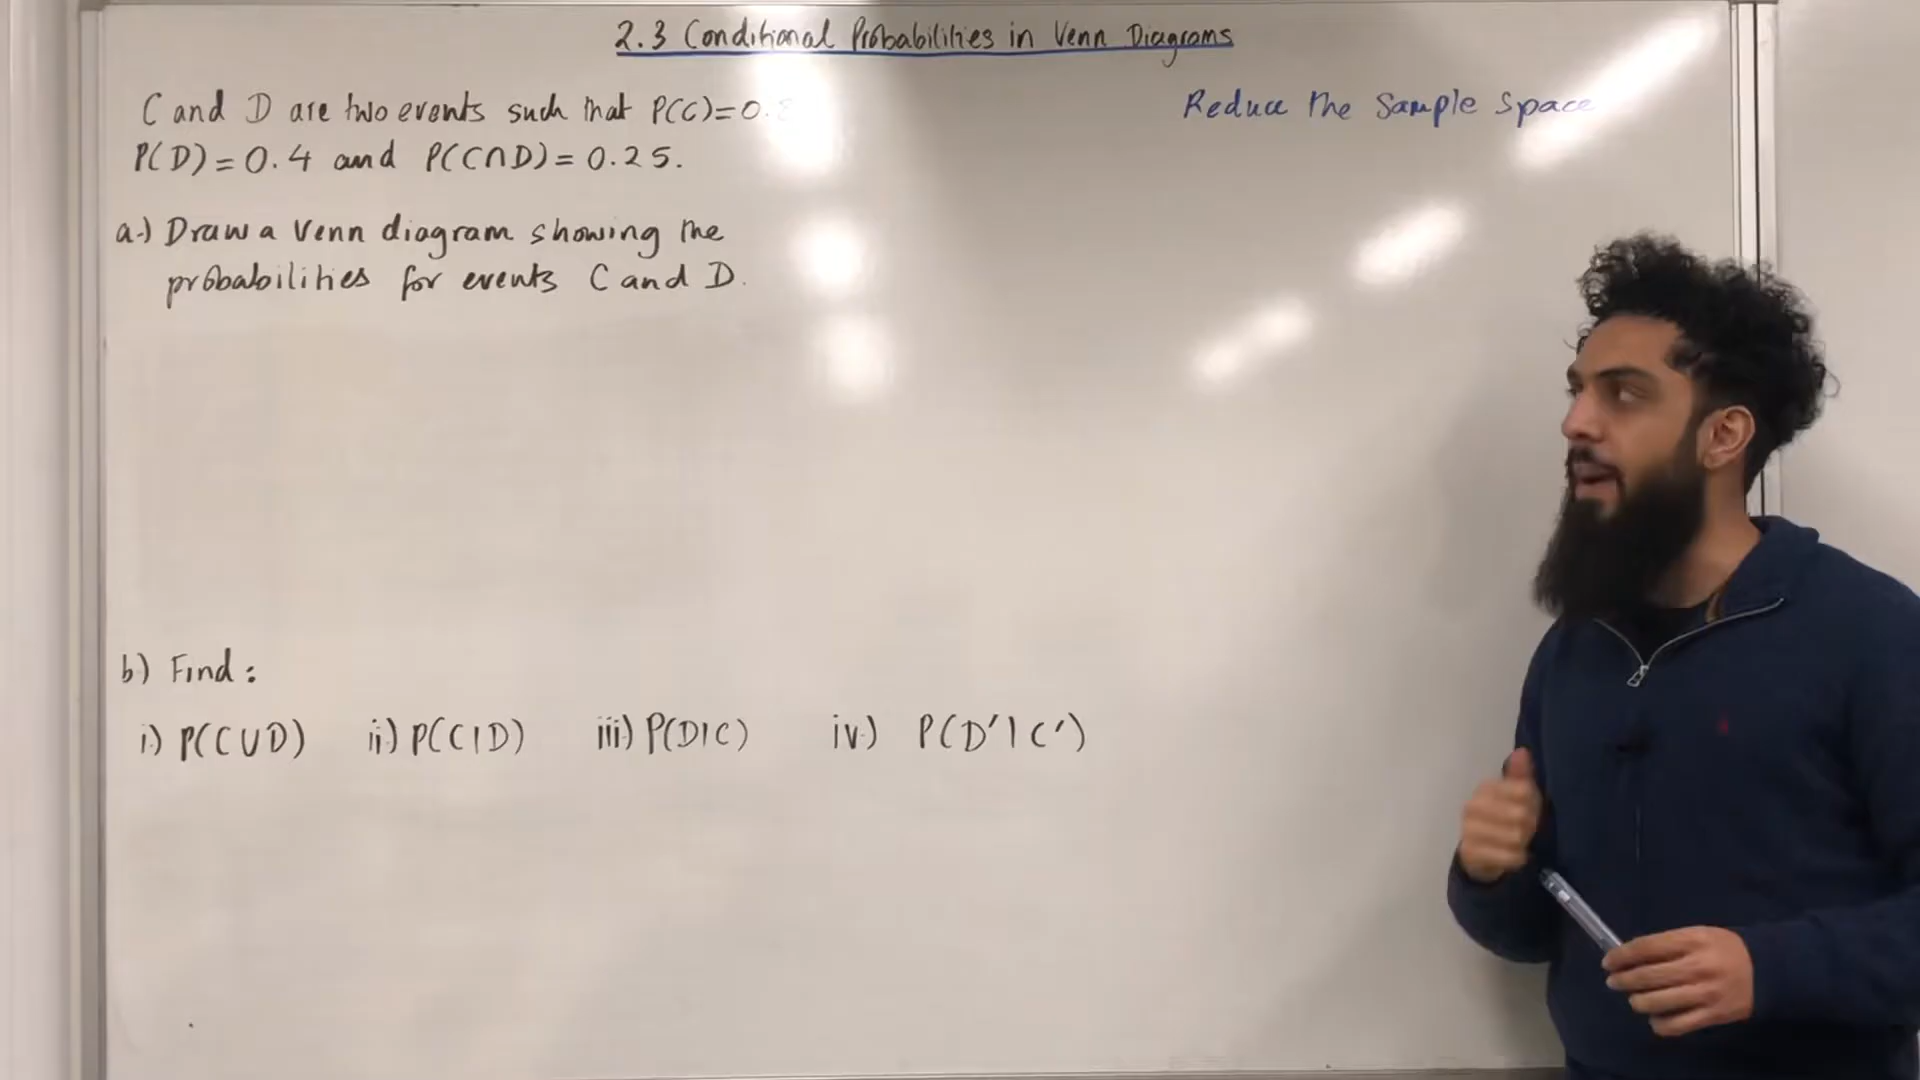 2.3 Conditional Probabilities in Venn Diagrams
C and D are two events such that P(C)=0.
P(D)=0.4 and P(C∩D)=0.25.
Reduce the Sample Space
a.) Draw a Venn diagram showing the
probabilities for events C and D.
b) Find:
i.) P(C∪D) ii.) P(C|D) iii.) P(D|C) iv.) P(D'|C')